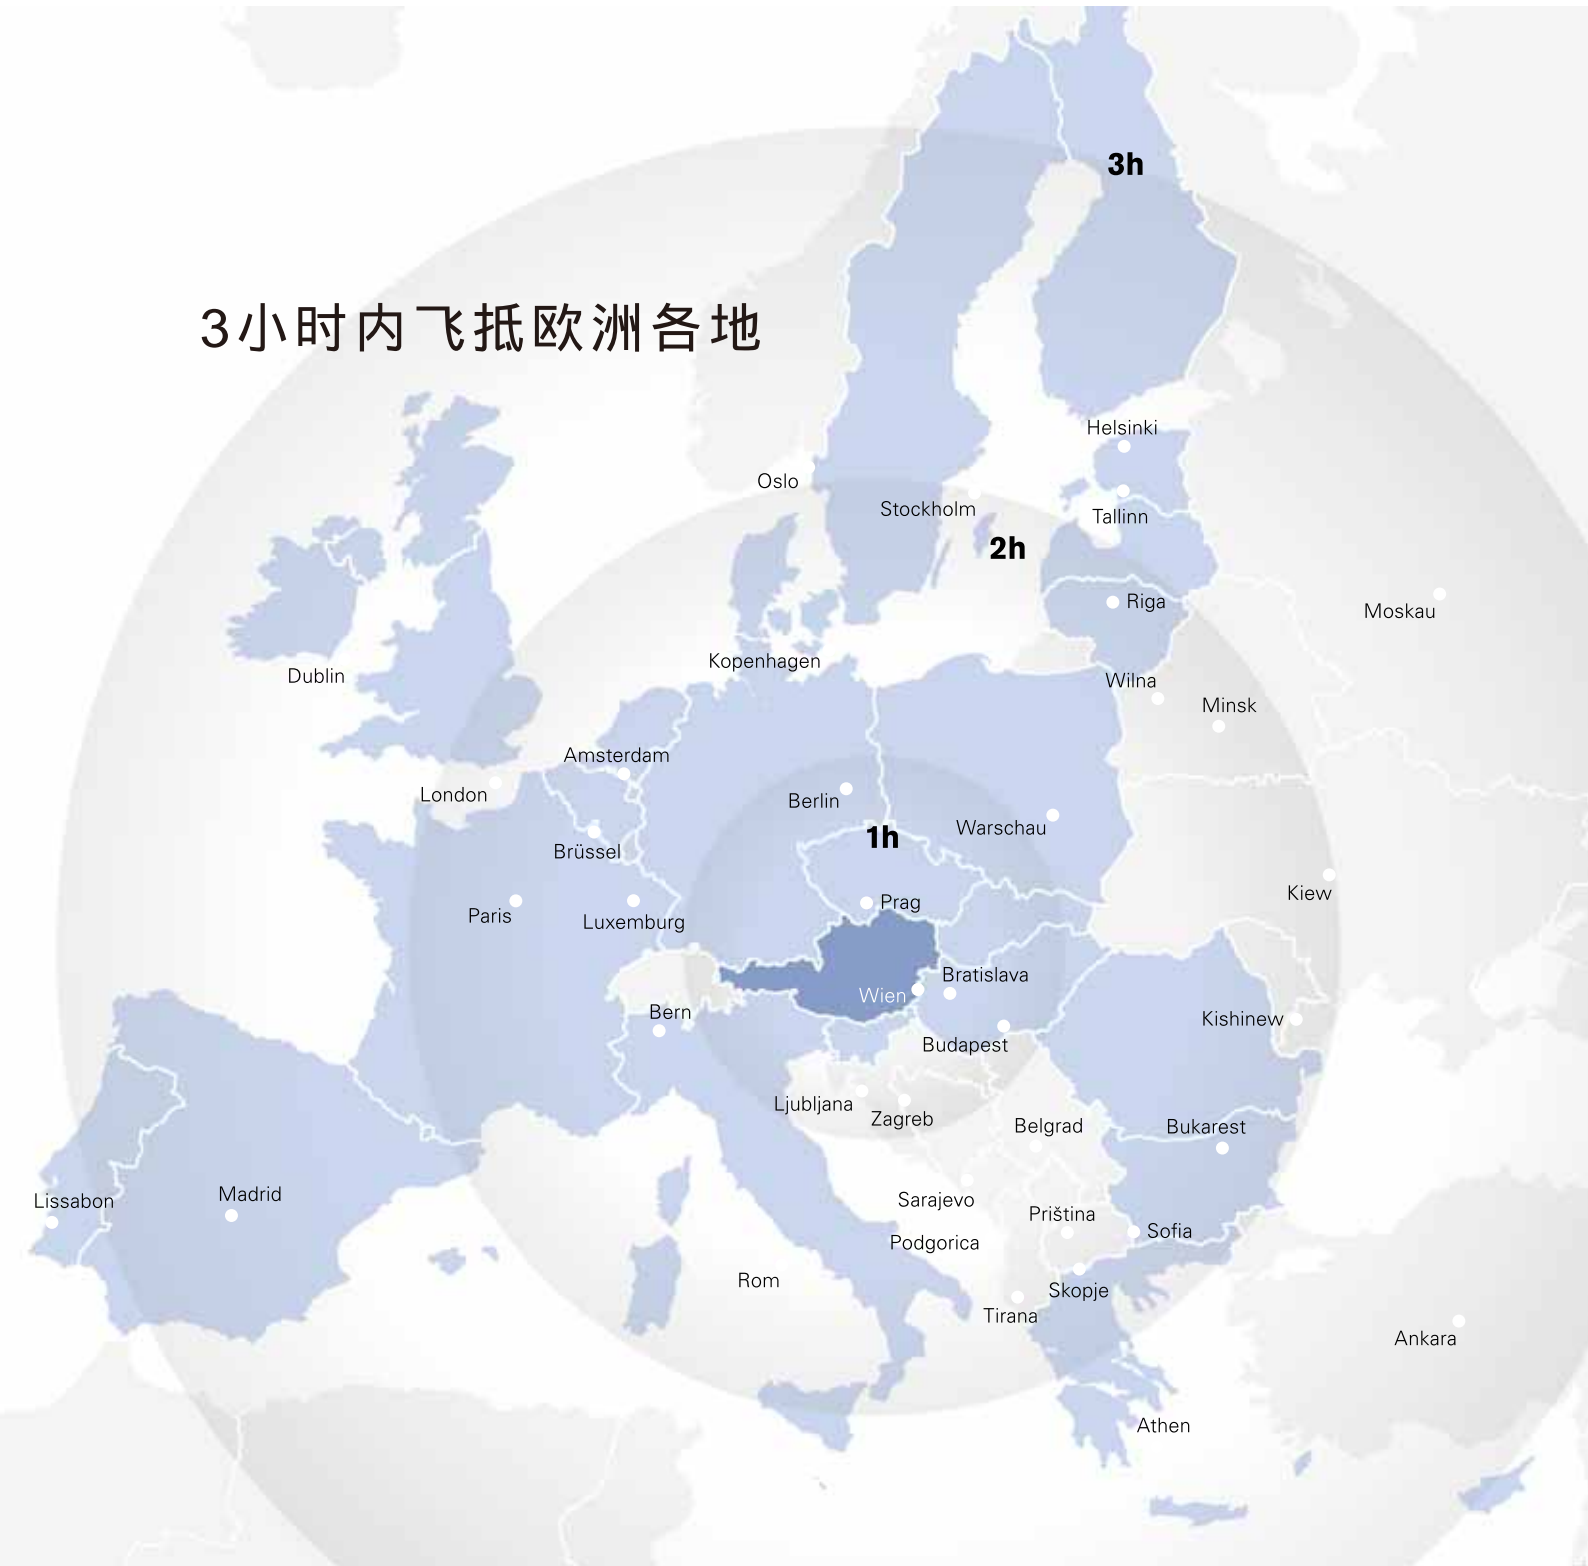 3h
3小时内飞抵欧洲各地
Helsinki
Oslo
Stockholm
Tallinn
2h
Riga
Moskau
Kopenhagen
Dublin
Wilna
Minsk
Amsterdam
London
Berlin
Warschau
1h
Brüssel
Kiew
Prag
Paris
Luxemburg
Bratislava
Wien
Bern
Kishinew
Budapest
Ljubljana
Zagreb
Belgrad
Bukarest
Lissabon
Madrid
Sarajevo
Priština
Sofia
Podgorica
Rom
Skopje
Tirana
Ankara
Athen